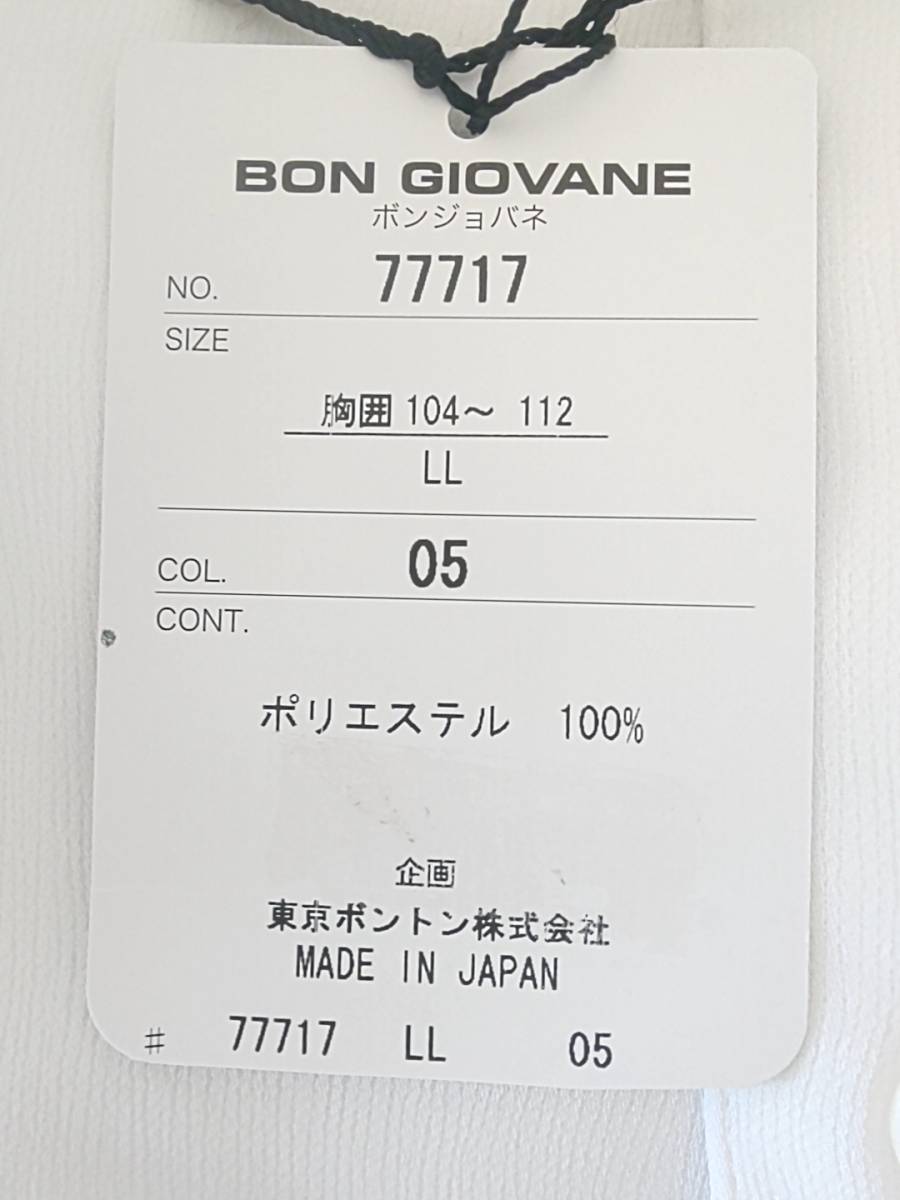 BON GIOVANE
ボンジョバネ
NO. 77717
SIZE
胸囲 104～ 112
LL
COL. 05
CONT.
ポリエステル 100%
企画
東京ボントン株式会社
MADE IN JAPAN
# 77717 LL 05